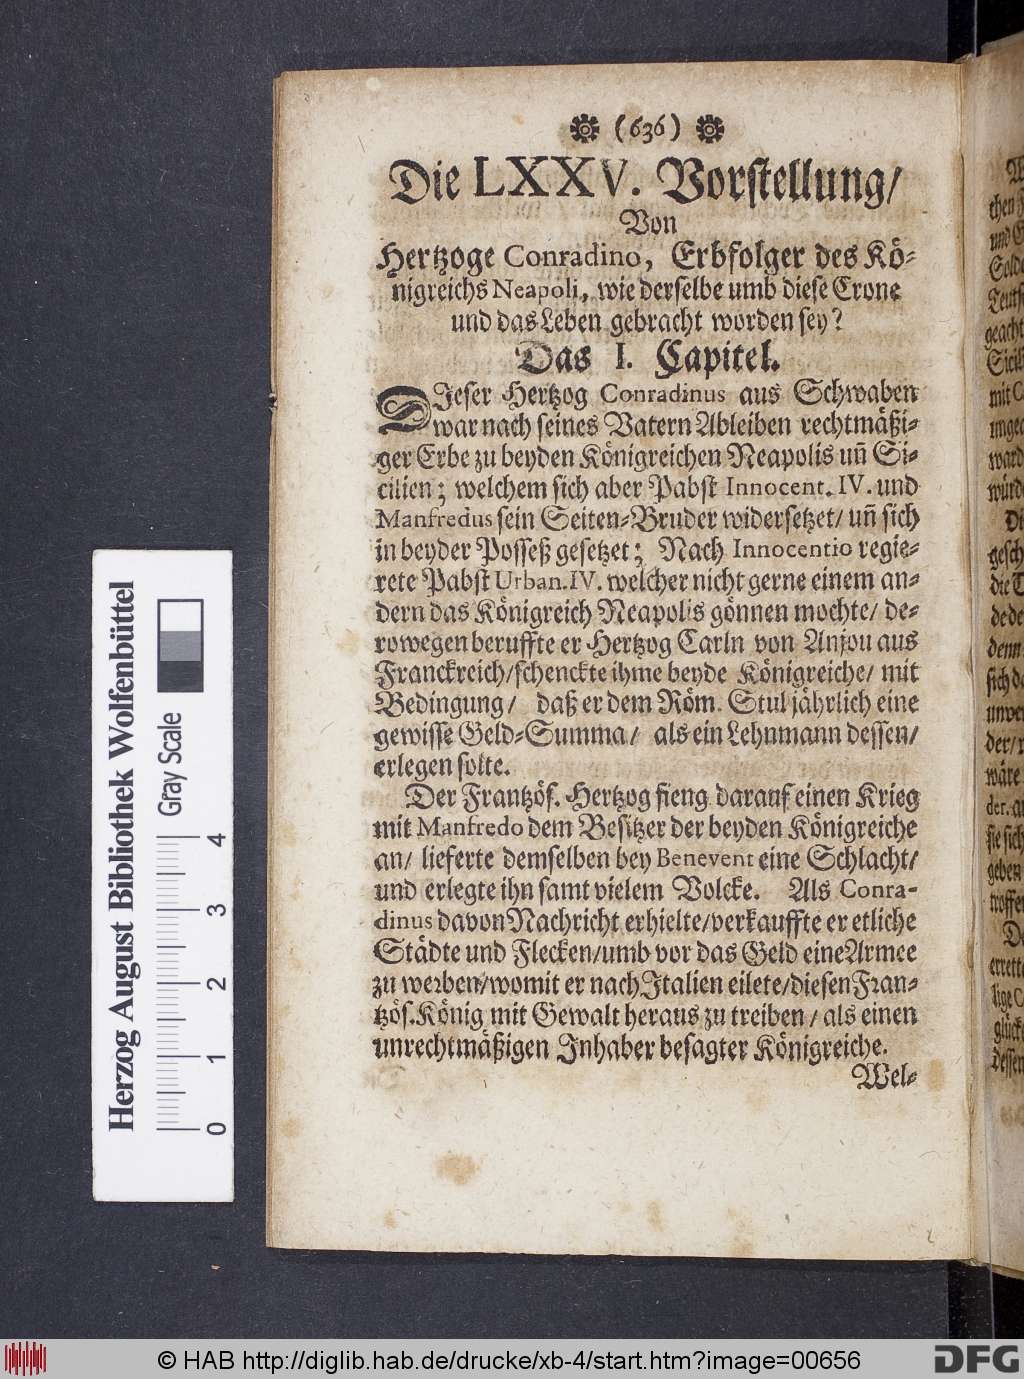 (636)
Die LXXV. Vorstellung/
Von
Hertzoge Conradino, Erbfolger des Kö-
nigreichs Neapoli, wie derselbe umb diese Crone
und das Leben gebracht worden sey?
Das I. Capitel.
DIeser Hertzog Conradinus aus Schwaben
war nach seines Vatern Ableiben rechtmäßi-
ger Erbe zu beyden Königreichen Neapolis uñ Si-
cilien; welchem sich aber Pabst Innocent. IV. und
Manfredus sein Seiten-Bruder widersetzet/ uñ sich
in beyder Posseß gesetzet; Nach Innocentio regie-
rete Pabst Urban. IV. welcher nicht gerne einem an-
dern das Königreich Neapolis gönnen mochte/ de-
rowegen beruffte er Hertzog Carln von Anjou aus
Franckreich/schenckte ihme beyde Königreiche/ mit
Bedingung/ daß er dem Röm. Stul jährlich eine
gewisse Geld-Summa/ als ein Lehnmann dessen/
erlegen solte.
Der Frantzös. Hertzog fieng darauf einen Krieg
mit Manfredo dem Besitzer der beyden Königreiche
an/ lieferte demselben bey Benevent eine Schlacht/
und erlegte ihn samt vielem Volcke. Als Conra-
dinus davon Nachricht erhielte/verkauffte er etliche
Städte und Flecken/umb vor das Geld eine Armee
zu werben/womit er nach Italien eilete/diesen Fran-
tzös. König mit Gewalt heraus zu treiben/ als einen
unrechtmäßigen Inhaber besagter Königreiche.
Wel-
Herzog August Bibliothek Wolfenbüttel
Gray Scale
0 1 2 3 4
© HAB http://diglib.hab.de/drucke/xb-4/start.htm?image=00656
DFG